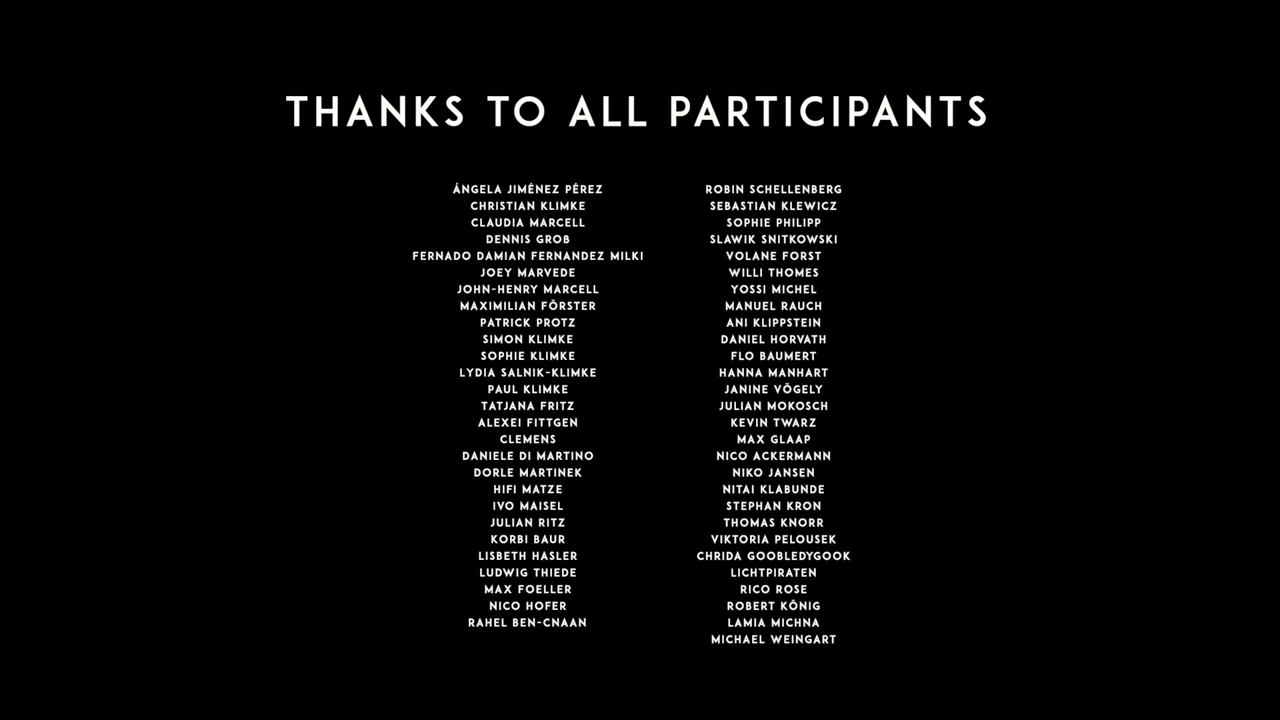 THANKS TO ALL PARTICIPANTS
ÁNGELA JIMÉNEZ PÉREZ
CHRISTIAN KLIMKE
CLAUDIA MARCELL
DENNIS GROB
FERNADO DAMIAN FERNANDEZ MILKI
JOEY MARVEDE
JOHN-HENRY MARCELL
MAXIMILIAN FÖRSTER
PATRICK PROTZ
SIMON KLIMKE
SOPHIE KLIMKE
LYDIA SALNIK-KLIMKE
PAUL KLIMKE
TATJANA FRITZ
ALEXEI FITTGEN
CLEMENS
DANIELE DI MARTINO
DORLE MARTINEK
HIFI MATZE
IVO MAISEL
JULIAN RITZ
KORBI BAUR
LISBETH HASLER
LUDWIG THIEDE
MAX FOELLER
NICO HOFER
RAHEL BEN-CNAAN
ROBIN SCHELLENBERG
SEBASTIAN KLEWICZ
SOPHIE PHILIPP
SLAWIK SNITKOWSKI
VOLANE FORST
WILLI THOMES
YOSSI MICHEL
MANUEL RAUCH
ANI KLIPPSTEIN
DANIEL HORVATH
FLO BAUMERT
HANNA MANHART
JANINE VÖGELY
JULIAN MOKOSCH
KEVIN TWARZ
MAX GLAAP
NICO ACKERMANN
NIKO JANSEN
NITAI KLABUNDE
STEPHAN KRON
THOMAS KNORR
VIKTORIA PELOUSEK
CHRIDA GOOBLEDYGOOK
LICHTPIRATEN
RICO ROSE
ROBERT KÖNIG
LAMIA MICHNA
MICHAEL WEINGART